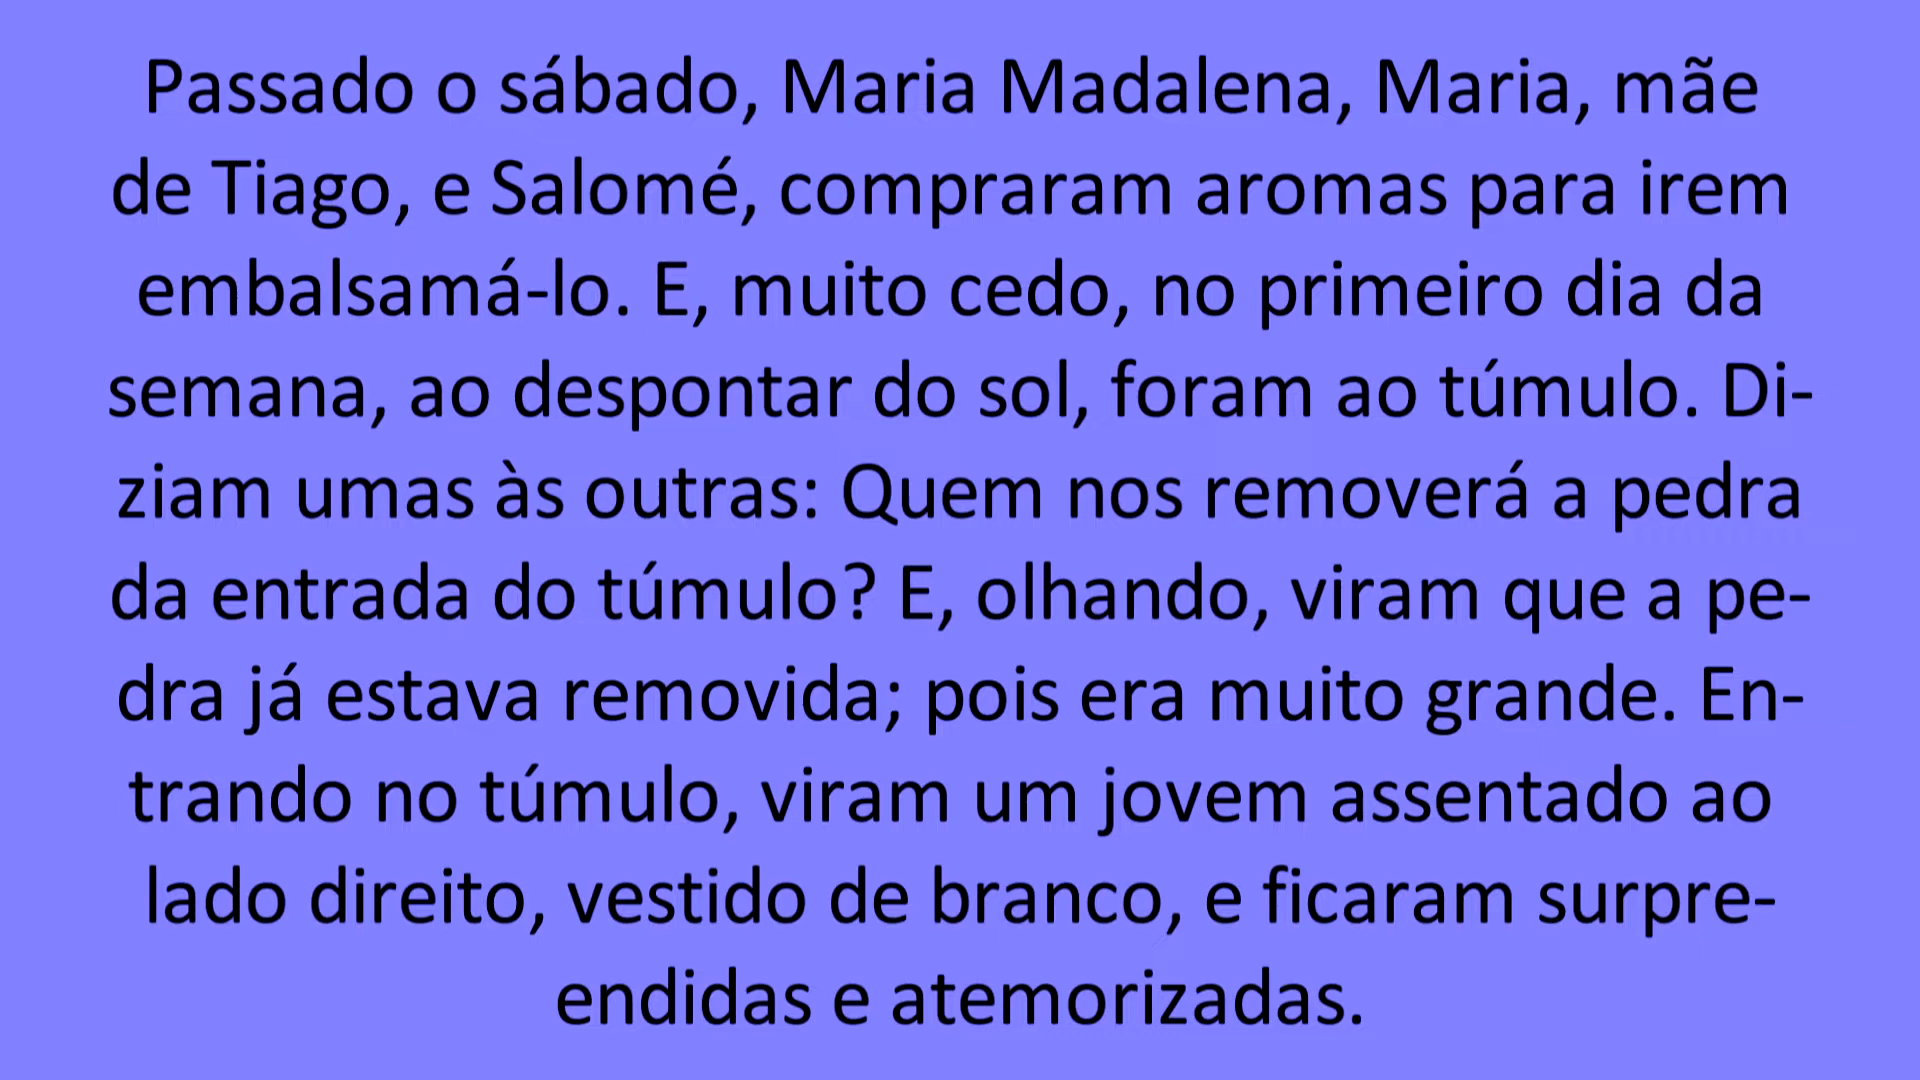 Passado o sábado, Maria Madalena, Maria, mãe
de Tiago, e Salomé, compraram aromas para irem
embalsamá-lo. E, muito cedo, no primeiro dia da
semana, ao despontar do sol, foram ao túmulo. Di-
ziam umas às outras: Quem nos removerá a pedra
da entrada do túmulo? E, olhando, viram que a pe-
dra já estava removida; pois era muito grande. En-
trando no túmulo, viram um jovem assentado ao
lado direito, vestido de branco, e ficaram surpre-
endidas e atemorizadas.